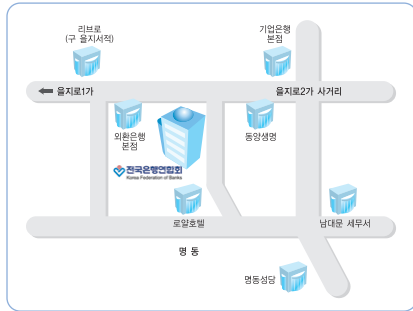 리브로
(구 을지서적)
기업은행
본점
을지로1가
을지로2가 사거리
외환은행
본점
동양생명
전국은행연합회
Korea Federation of Banks
로얄호텔
남대문 세무서
명 동
명동성당